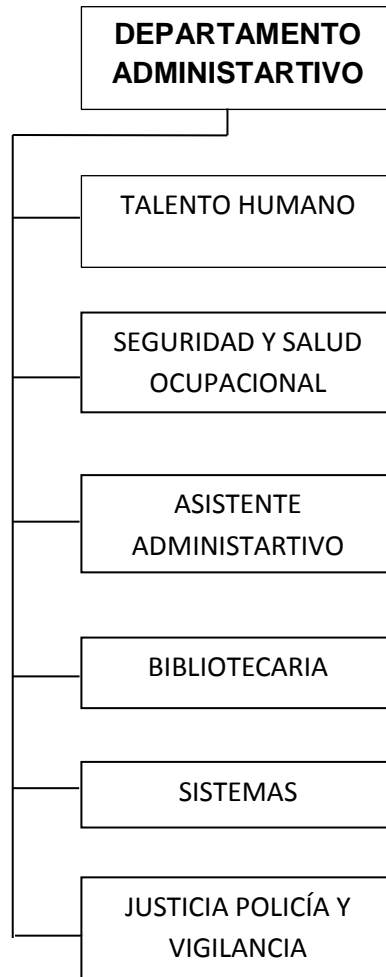 DEPARTAMENTO
ADMINISTARTIVO
TALENTO HUMANO
SEGURIDAD Y SALUD
OCUPACIONAL
ASISTENTE
ADMINISTARTIVO
BIBLIOTECARIA
SISTEMAS
JUSTICIA POLICÍA Y
VIGILANCIA